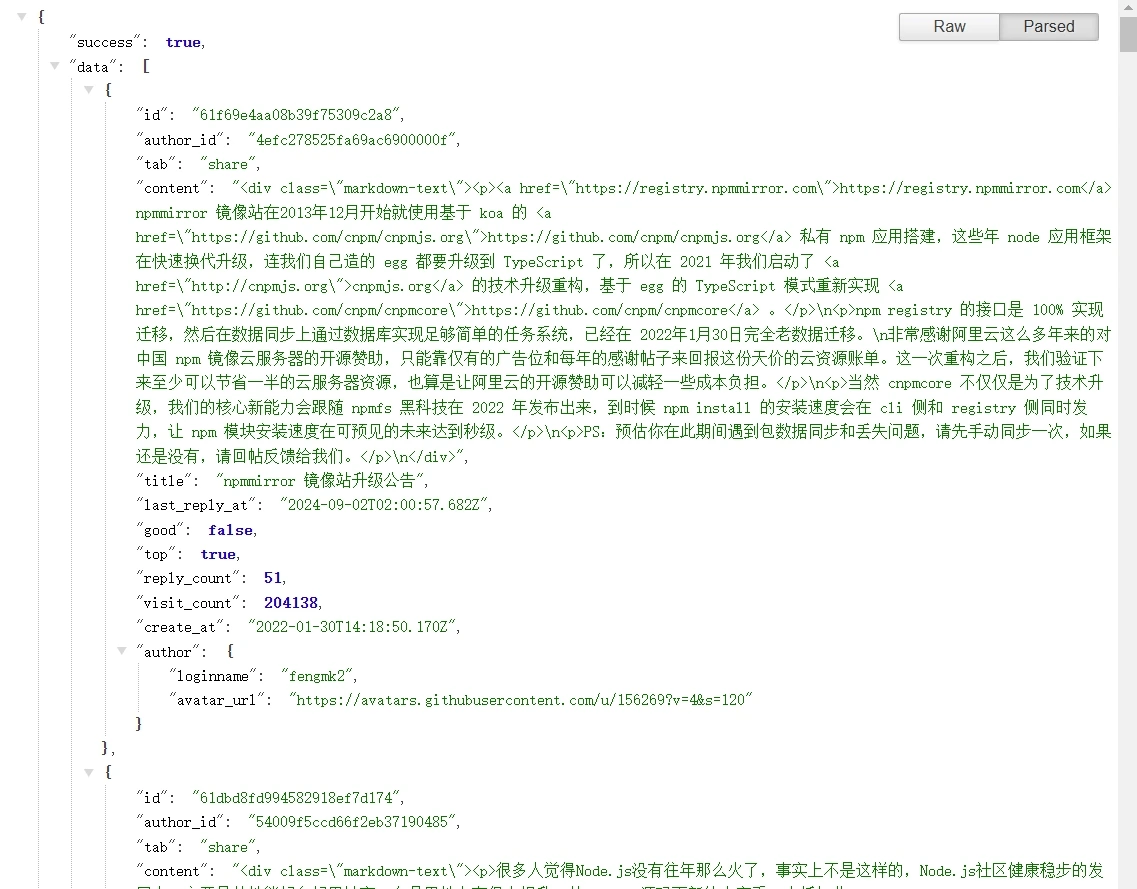 {
Raw Parsed
"success": true,
"data": [
{
"id": "61f69e4aa08b39f75309c2a8",
"author_id": "4efc278525fa69ac6900000f",
"tab": "share",
"content": "<div class=\"markdown-text\"><p><a href=\"https://registry.npmmirror.com\">https://registry.npmmirror.com</a>
npmmirror 镜像站在2013年12月开始就使用基于 koa 的 <a
href=\"https://github.com/cnpm/cnpmjs.org\">https://github.com/cnpm/cnpmjs.org</a> 私有 npm 应用搭建，这些年 node 应用框架
在快速换代升级，连我们自己造的 egg 都要升级到 TypeScript 了，所以在 2021 年我们启动了 <a
href=\"http://cnpmjs.org\">cnpmjs.org</a> 的技术升级重构，基于 egg 的 TypeScript 模式重新实现 <a
href=\"https://github.com/cnpm/cnpmcore\">https://github.com/cnpm/cnpmcore</a> 。</p>\n<p>npm registry 的接口是 100% 实现
迁移，然后在数据同步上通过数据库实现足够简单的任务系统，已经在 2022年1月30日完全老数据迁移。\n非常感谢阿里云这么多年来的对
中国 npm 镜像云服务器的开源赞助，只能靠仅有的广告位和每年的感谢帖子来回报这份天价的云资源账单。这一次重构之后，我们验证下
来至少可以节省一半的云服务器资源，也算是让阿里云的开源赞助可以减轻一些成本负担。</p>\n<p>当然 cnpmcore 不仅仅是为了技术升
级，我们的核心新能力会跟随 npmfs 黑科技在 2022 年发布出来，到时候 npm install 的安装速度会在 cli 侧和 registry 侧同时发
力，让 npm 模块安装速度在可预见的未来达到秒级。</p>\n<p>PS：预估你在此期间遇到包数据同步和丢失问题，请先手动同步一次，如果
还是没有，请回帖反馈给我们。</p>\n</div>",
"title": "npmmirror 镜像站升级公告",
"last_reply_at": "2024-09-02T02:00:57.682Z",
"good": false,
"top": true,
"reply_count": 51,
"visit_count": 204138,
"create_at": "2022-01-30T14:18:50.170Z",
"author": {
"loginname": "fengmk2",
"avatar_url": "https://avatars.githubusercontent.com/u/156269?v=4&s=120"
}
},
{
"id": "61dbd8fd994582918ef7d174",
"author_id": "54009f5ccd66f2eb37190485",
"tab": "share",
"content": "<div class=\"markdown-text\"><p>很多人觉得Node.js没有往年那么火了，事实上不是这样的，Node.js社区健康稳步的发